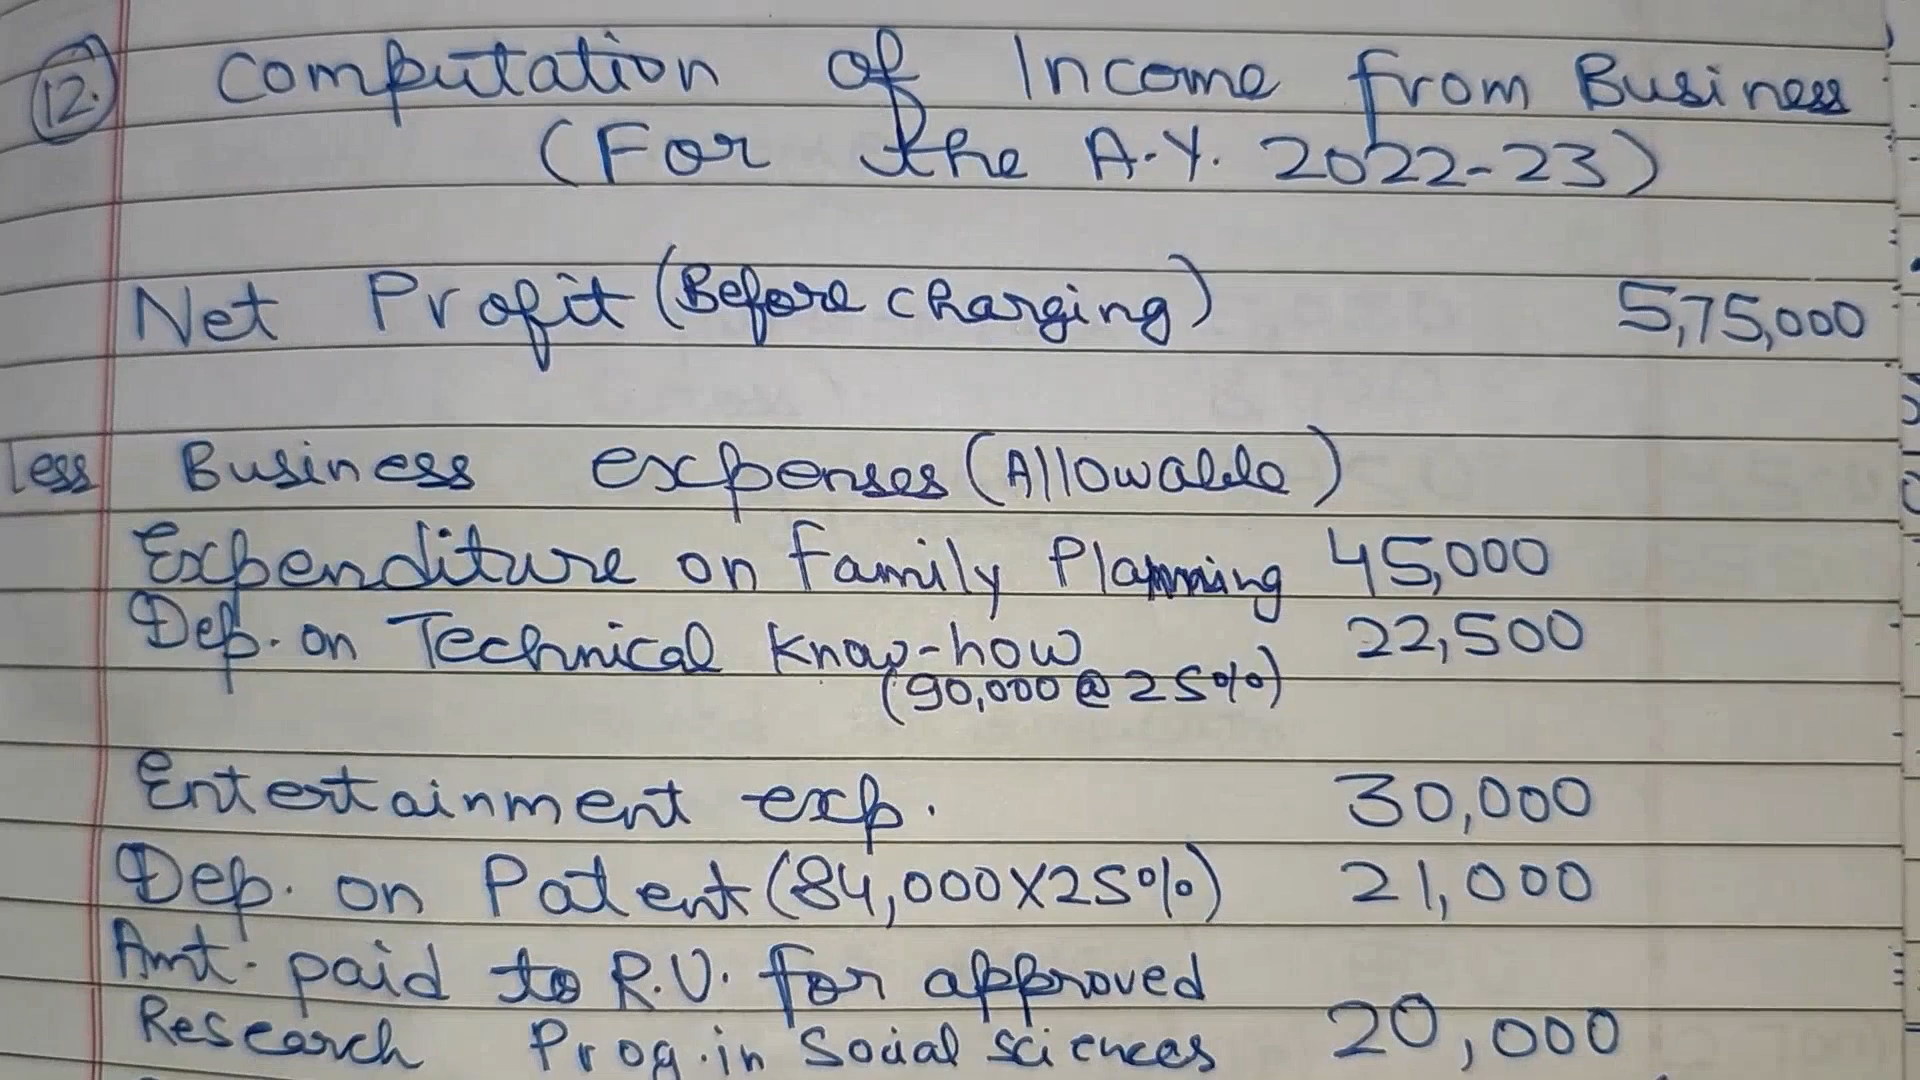 12. Computation of Income from Business
(For the A.Y. 2022-23)
Net Profit (Before charging) 5,75,000
less Business expenses (Allowable)
Expenditure on Family Planning 45,000
Dep. on Technical Know-how 22,500
(90,000 @ 25%)
Entertainment exp. 30,000
Dep. on Patent (84,000X25%) 21,000
Amt. paid to R.U. for approved
Research Prog. in Social sciences 20,000